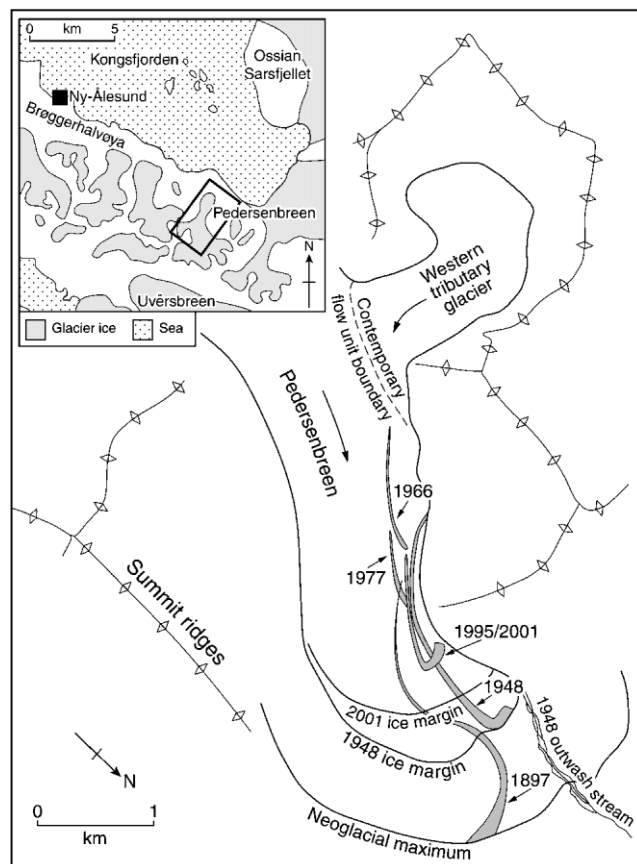 km
0 5
Kongsfjorden
Ossian
Sarsfjellet
Ny-Ålesund
Brøggerhalvøya
Pedersenbreen
N
Uvêrsbreen
Glacier ice
Sea
Western
tributary
glacier
Contemporary
flow unit boundary
Pedersenbreen
1966
1977
Summit ridges
1995/2001
1948
2001 ice margin
1948 ice margin
1948 outwash stream
1897
N
Neoglacial maximum
0 1
km